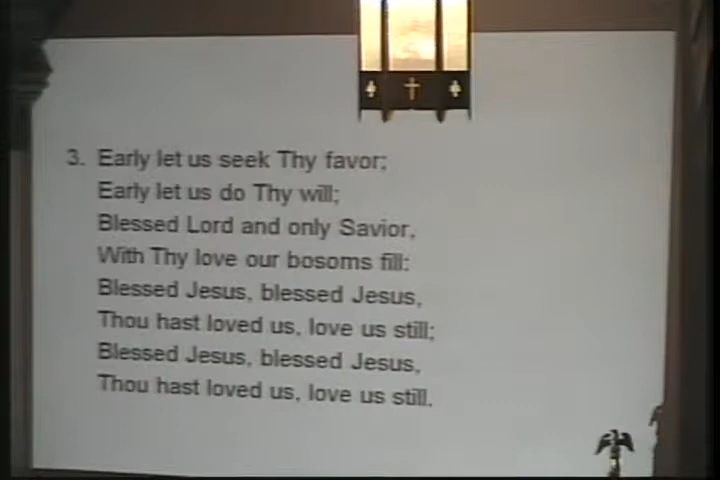 3. Early let us seek Thy favor;
Early let us do Thy will;
Blessed Lord and only Savior,
With Thy love our bosoms fill:
Blessed Jesus, blessed Jesus,
Thou hast loved us, love us still;
Blessed Jesus, blessed Jesus,
Thou hast loved us, love us still.